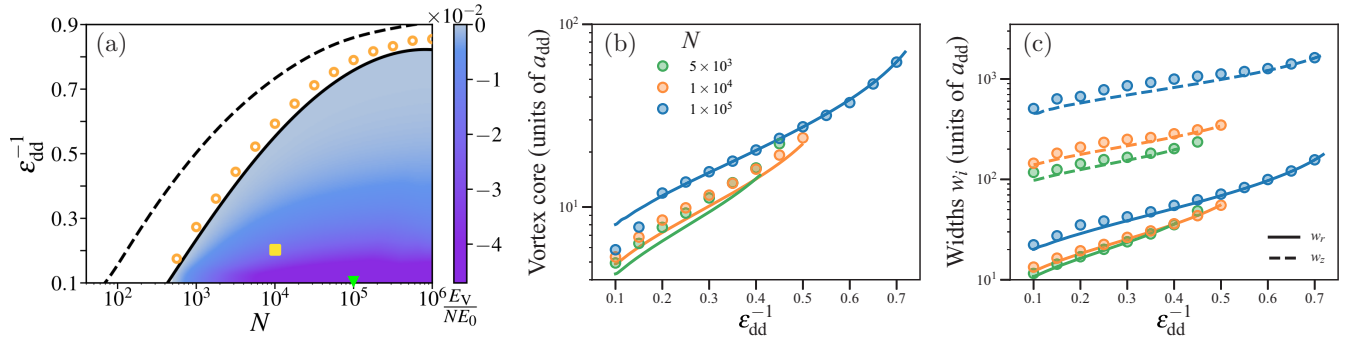 (a)
×10⁻²
0.9
0.7
0.5
0.3
0.1
ε_dd⁻¹
10²
10³
10⁴
10⁵
10⁶
N
0
−1
−2
−3
−4
E_V
NE₀
(b)
N
5 × 10³
1 × 10⁴
1 × 10⁵
Vortex core (units of a_dd)
10²
10¹
0.1
0.2
0.3
0.4
0.5
0.6
0.7
ε_dd⁻¹
(c)
Widths w_i (units of a_dd)
10³
10²
10¹
w_r
w_z
0.1
0.2
0.3
0.4
0.5
0.6
0.7
ε_dd⁻¹